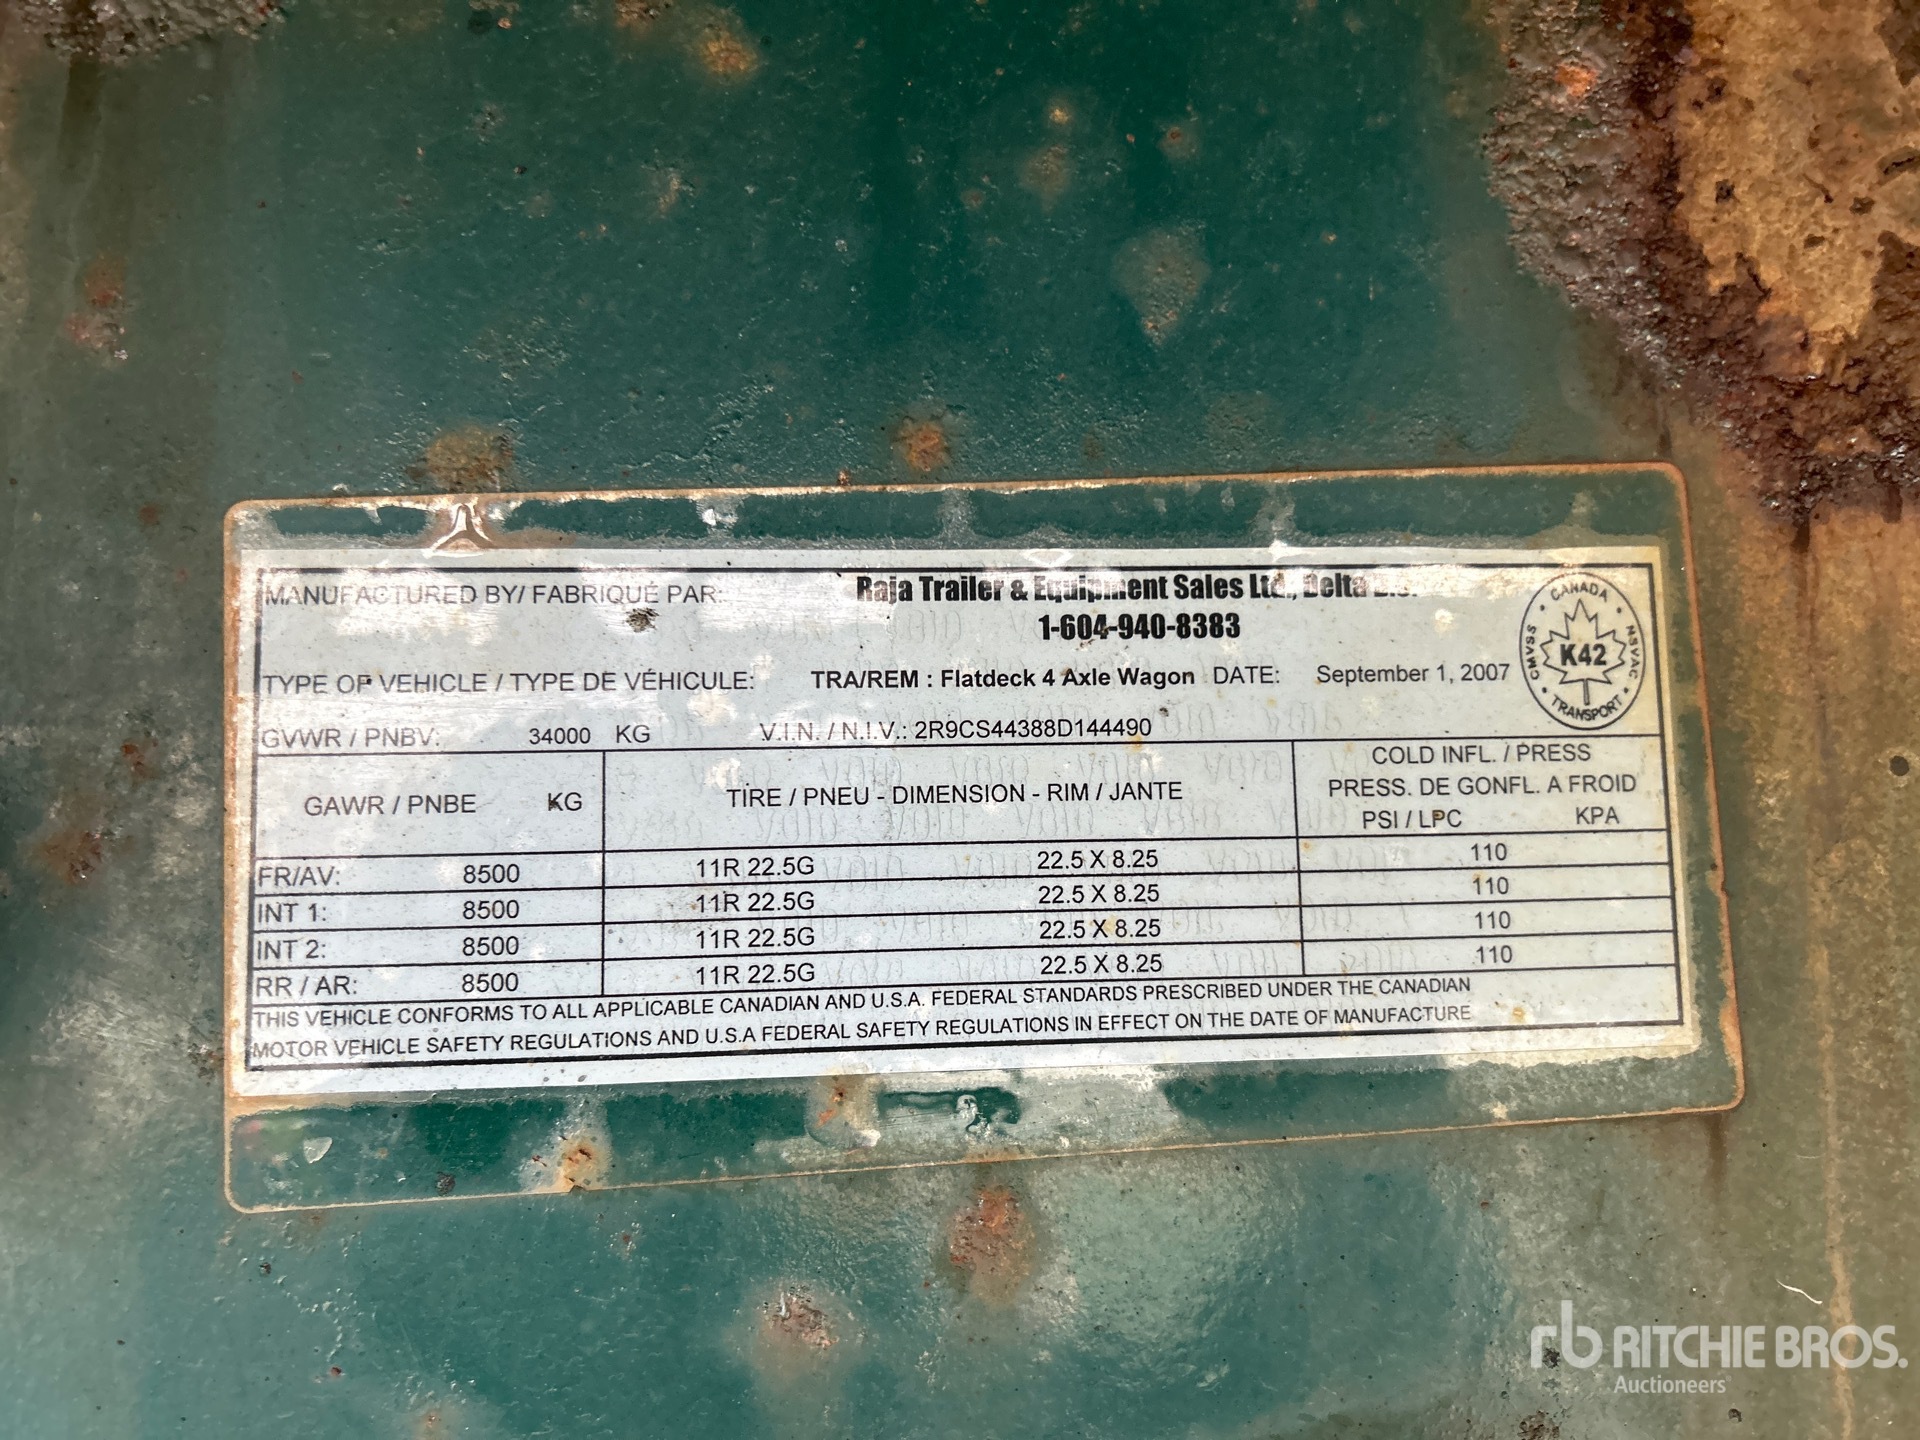 MANUFACTURED BY/ FABRIQUÉ PAR: Raja Trailer & Equipment Sales Ltd., Delta
1-604-940-8383
TYPE OF VEHICLE / TYPE DE VÉHICULE: TRA/REM : Flatdeck 4 Axle Wagon DATE: September 1, 2007
CANADA
CMVSS K42 NSVAC
TRANSPORT
GVWR / PNBV: 34000 KG V.I.N. / N.I.V.: 2R9CS44388D144490
COLD INFL. / PRESS
GAWR / PNBE KG TIRE / PNEU - DIMENSION - RIM / JANTE PRESS. DE GONFL. A FROID
PSI / LPC KPA
FR/AV: 8500 11R 22.5G 22.5 X 8.25 110
INT 1: 8500 11R 22.5G 22.5 X 8.25 110
INT 2: 8500 11R 22.5G 22.5 X 8.25 110
RR / AR: 8500 11R 22.5G 22.5 X 8.25 110
THIS VEHICLE CONFORMS TO ALL APPLICABLE CANADIAN AND U.S.A. FEDERAL STANDARDS PRESCRIBED UNDER THE CANADIAN
MOTOR VEHICLE SAFETY REGULATIONS AND U.S.A FEDERAL SAFETY REGULATIONS IN EFFECT ON THE DATE OF MANUFACTURE
rb RITCHIE BROS.
Auctioneers